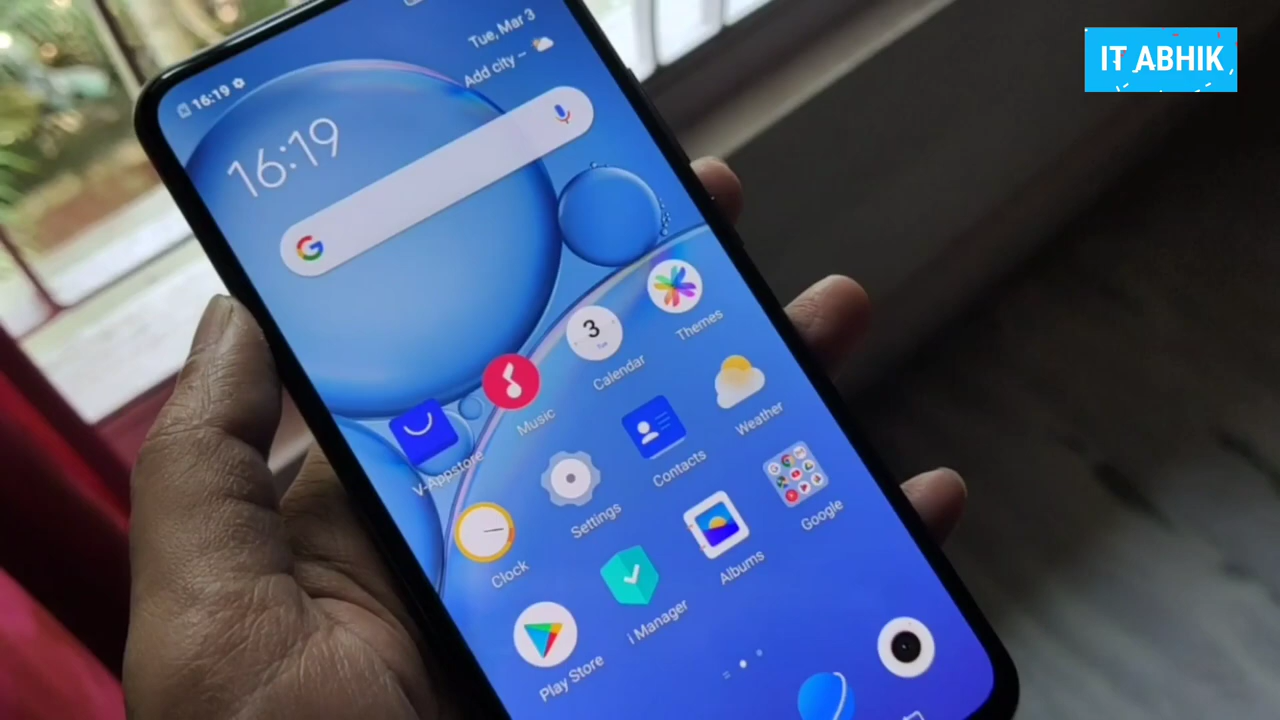 IT ABHIK
Tue, Mar 3
Add city --
16:19
16:19
3
Tue
Themes
Calendar
Music
V-Appstore
Weather
Contacts
Settings
Clock
Google
Albums
i Manager
Play Store